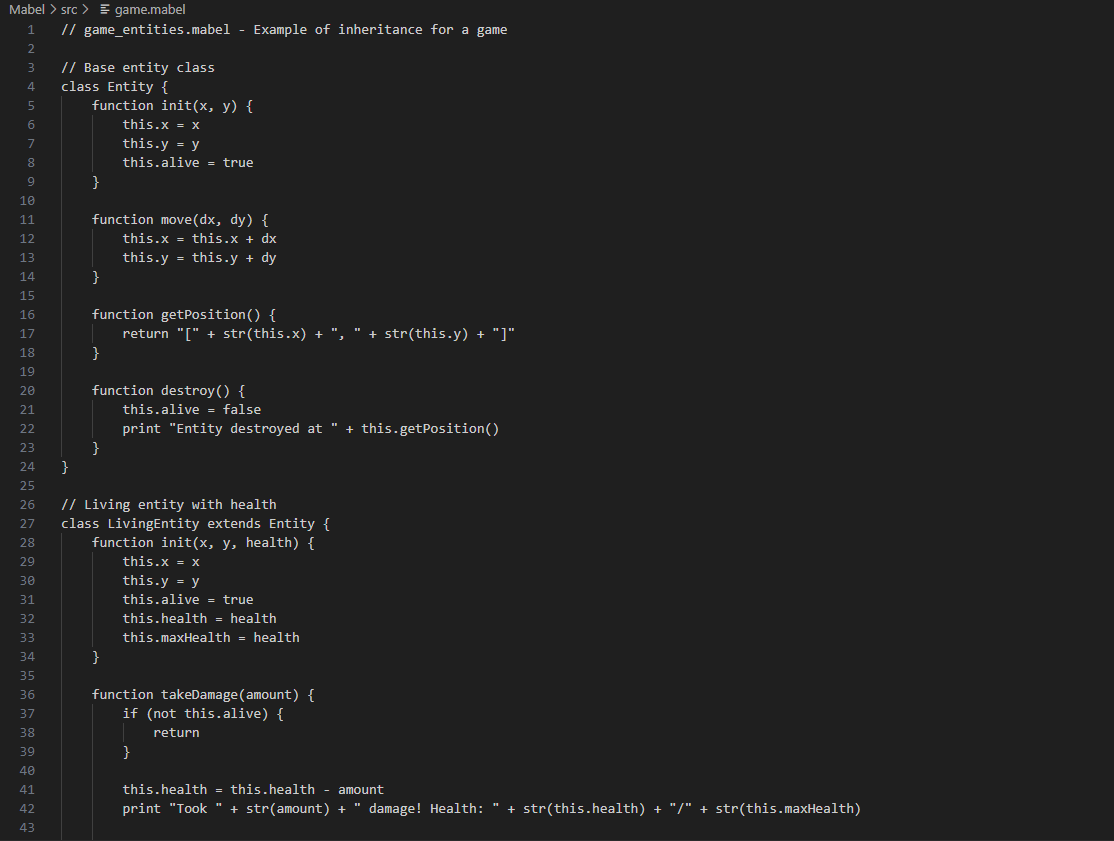 Mabel > src > game.mabel
1 // game_entities.mabel - Example of inheritance for a game
2
3 // Base entity class
4 class Entity {
5     function init(x, y) {
6         this.x = x
7         this.y = y
8         this.alive = true
9     }
10
11     function move(dx, dy) {
12         this.x = this.x + dx
13         this.y = this.y + dy
14     }
15
16     function getPosition() {
17         return "[" + str(this.x) + ", " + str(this.y) + "]"
18     }
19
20     function destroy() {
21         this.alive = false
22         print "Entity destroyed at " + this.getPosition()
23     }
24 }
25
26 // Living entity with health
27 class LivingEntity extends Entity {
28     function init(x, y, health) {
29         this.x = x
30         this.y = y
31         this.alive = true
32         this.health = health
33         this.maxHealth = health
34     }
35
36     function takeDamage(amount) {
37         if (not this.alive) {
38             return
39         }
40
41         this.health = this.health - amount
42         print "Took " + str(amount) + " damage! Health: " + str(this.health) + "/" + str(this.maxHealth)
43